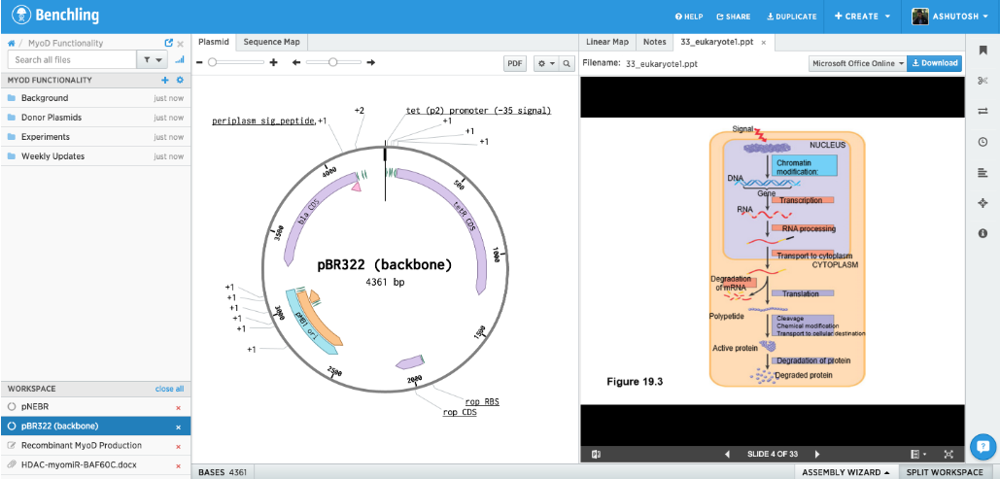 Benchling
HELP
SHARE
DUPLICATE
+ CREATE
ASHUTOSH
/ MyoD Functionality
Search all files
MYOD FUNCTIONALITY
Background just now
Donor Plasmids just now
Experiments just now
Weekly Updates just now
WORKSPACE close all
pNEBR
pBR322 (backbone)
Recombinant MyoD Production
HDAC-myomiR-BAF60C.docx
Plasmid
Sequence Map
PDF
+2
periplasm sig_peptide,+1
tet (p2) promoter (-35 signal)
+1
+1
+1
4000
500
bla CDS
tetR CDS
3500
1000
pBR322 (backbone)
4361 bp
+1
+1
+1
+1
+1
+1
3000
pMB1 ori
1500
2500
2000
rop RBS
rop CDS
BASES 4361
Linear Map
Notes
33_eukaryote1.ppt ×
Filename: 33_eukaryote1.ppt
Microsoft Office Online
Download
Signal
NUCLEUS
Chromatin
modification:
DNA
Gene
Transcription
RNA
RNA processing
Transport to cytoplasm
CYTOPLASM
Degradation
of mRNA
Translation
Polypetide
Cleavage
Chemical modification
Transport to cellular destination
Active protein
Degradation of protein
Degraded protein
Figure 19.3
SLIDE 4 OF 33
ASSEMBLY WIZARD
SPLIT WORKSPACE